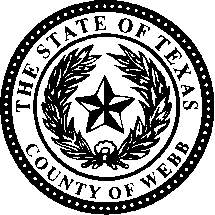 THE STATE OF TEXAS
COUNTY OF WEBB